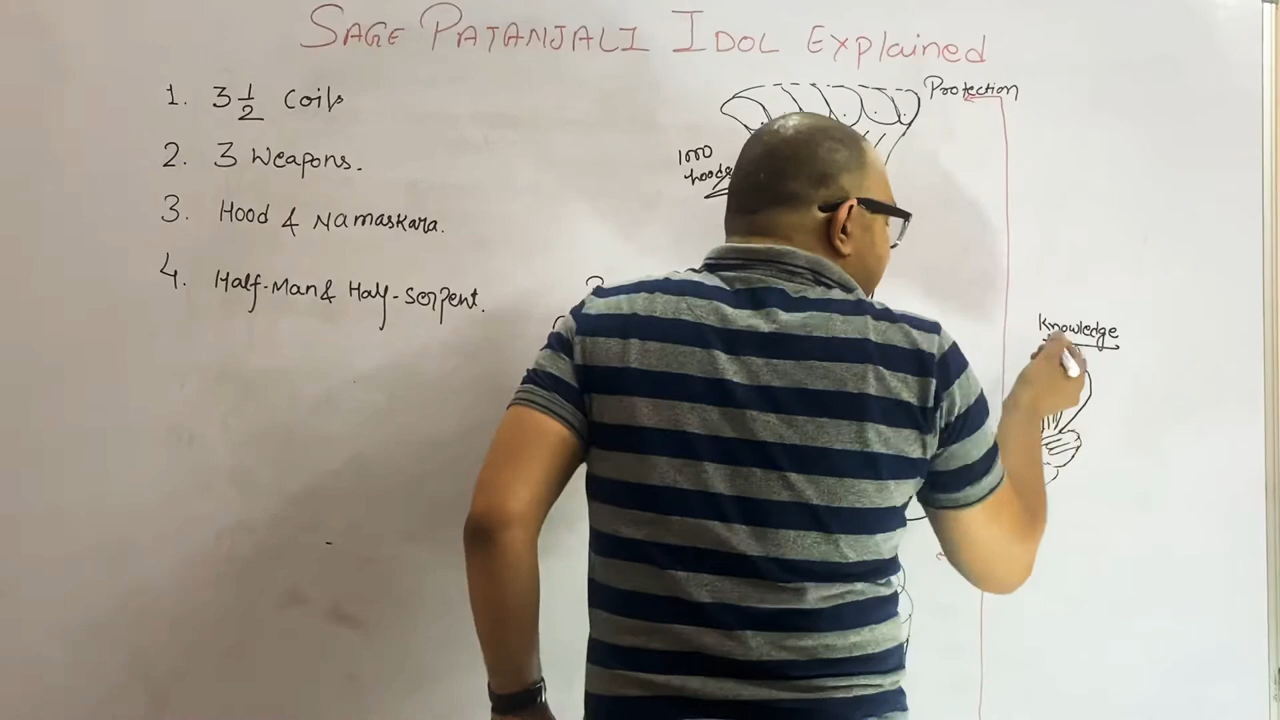 SAGE PATANJALI IDOL Explained
1. 3 1/2 Coils
2. 3 Weapons.
3. Hood & Namaskara.
4. Half-Man & Half-Serpent.
Protection
1000
hoods
Knowledge